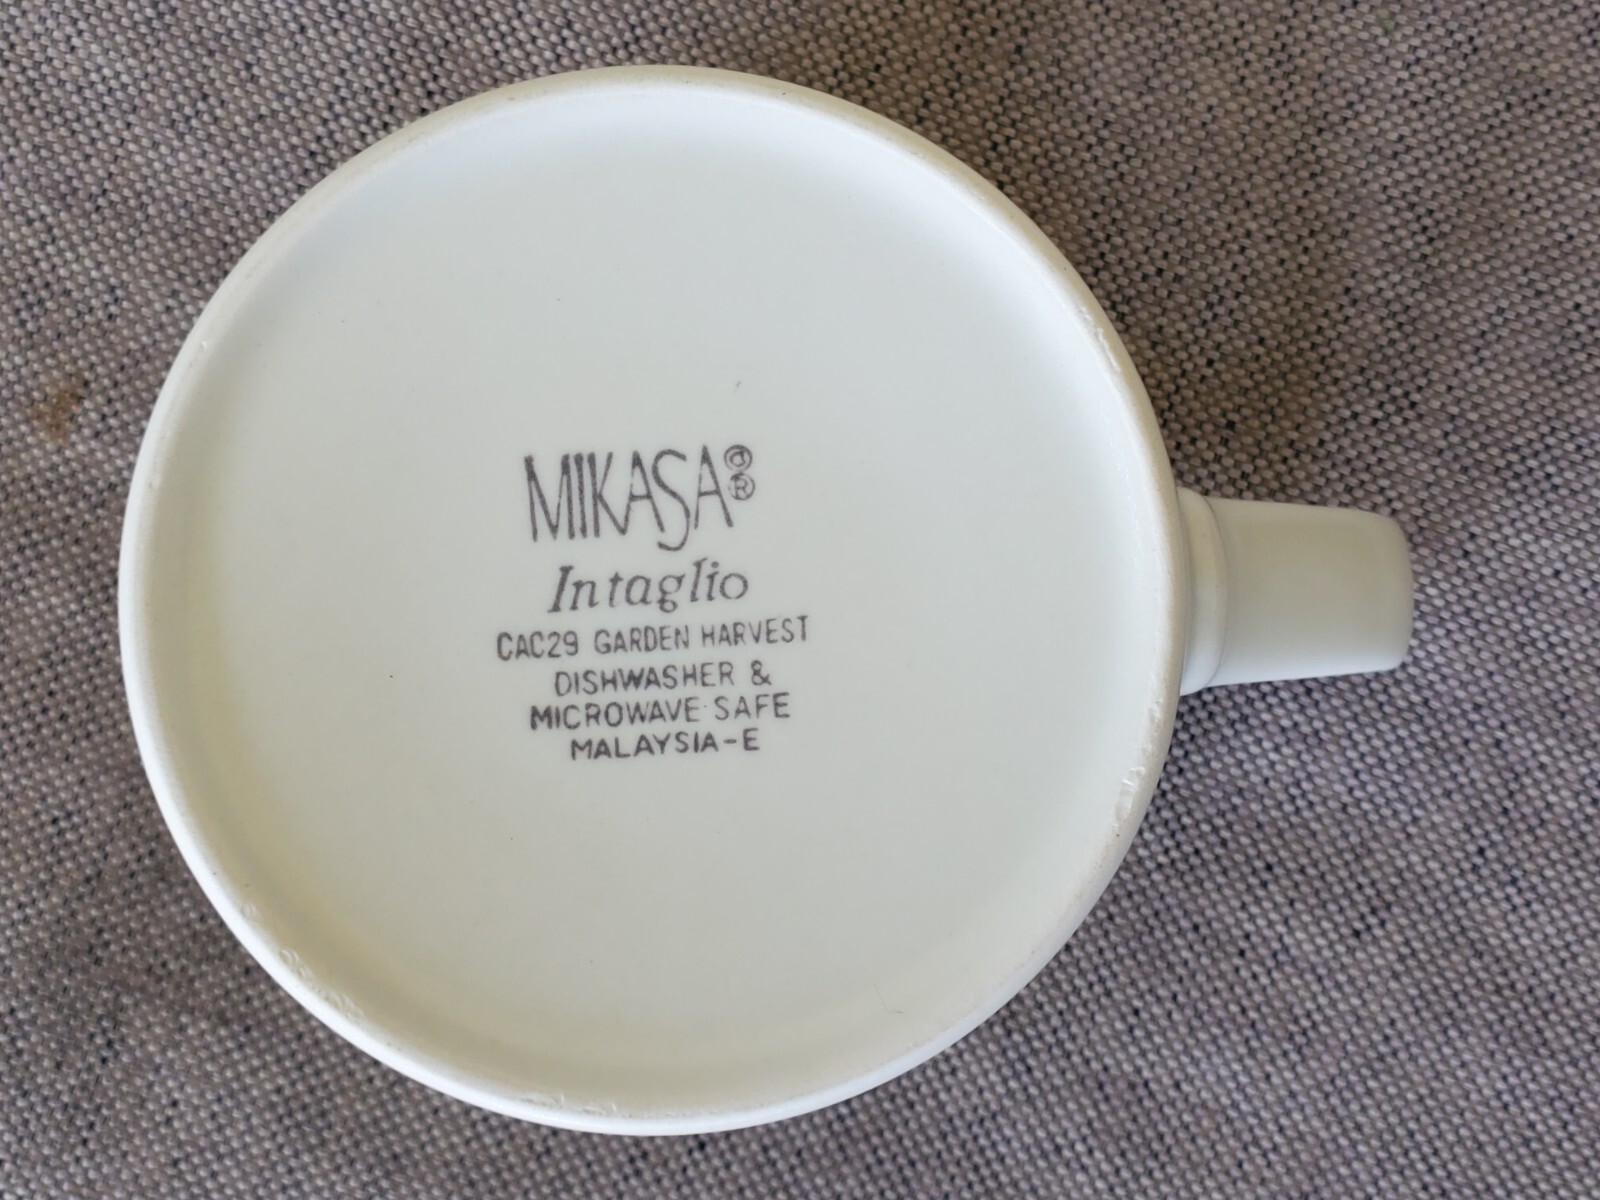 MIKASA®
Intaglio
CAC29 GARDEN HARVEST
DISHWASHER &
MICROWAVE SAFE
MALAYSIA-E